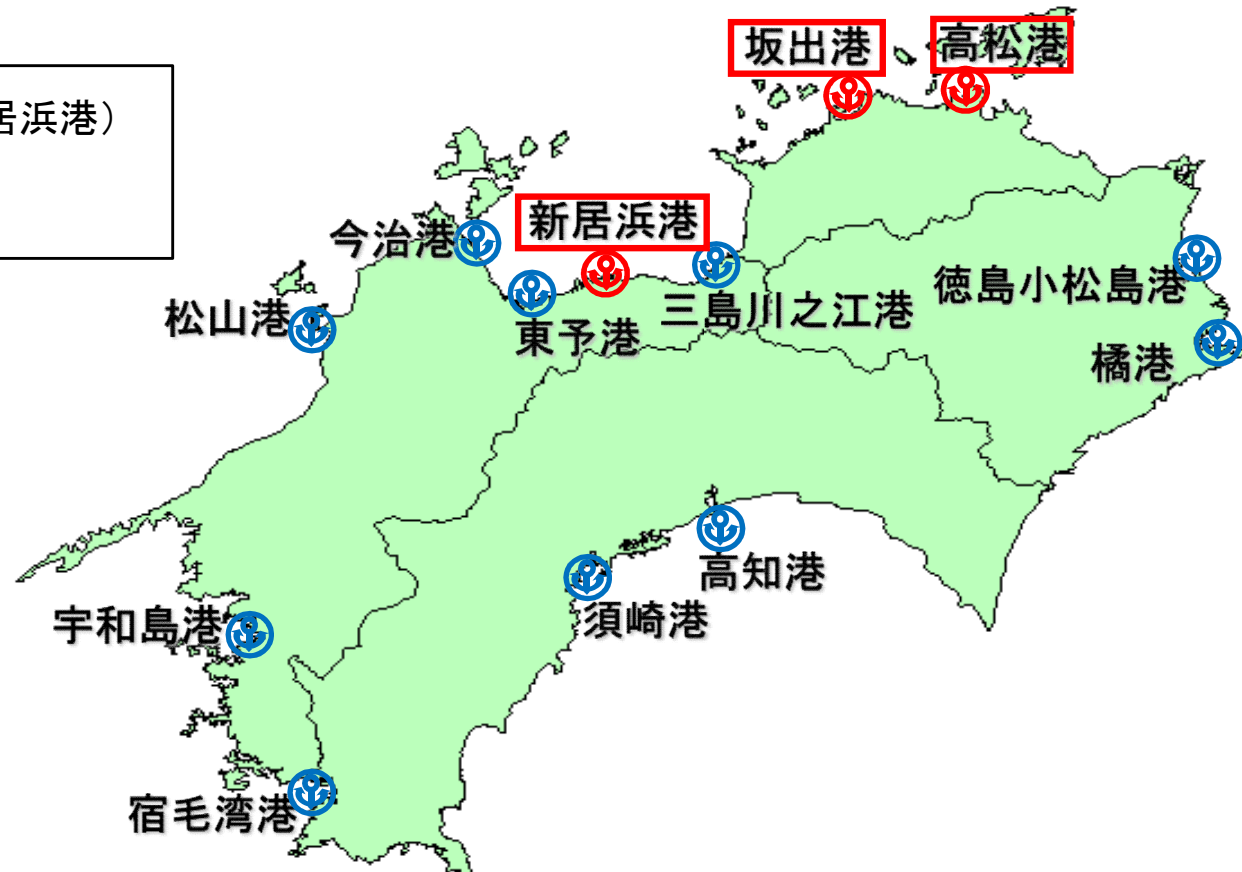 坂出港
高松港
居浜港）
新居浜港
今治港
三島川之江港
徳島小松島港
松山港
東予港
橘港
高知港
須崎港
宇和島港
宿毛湾港